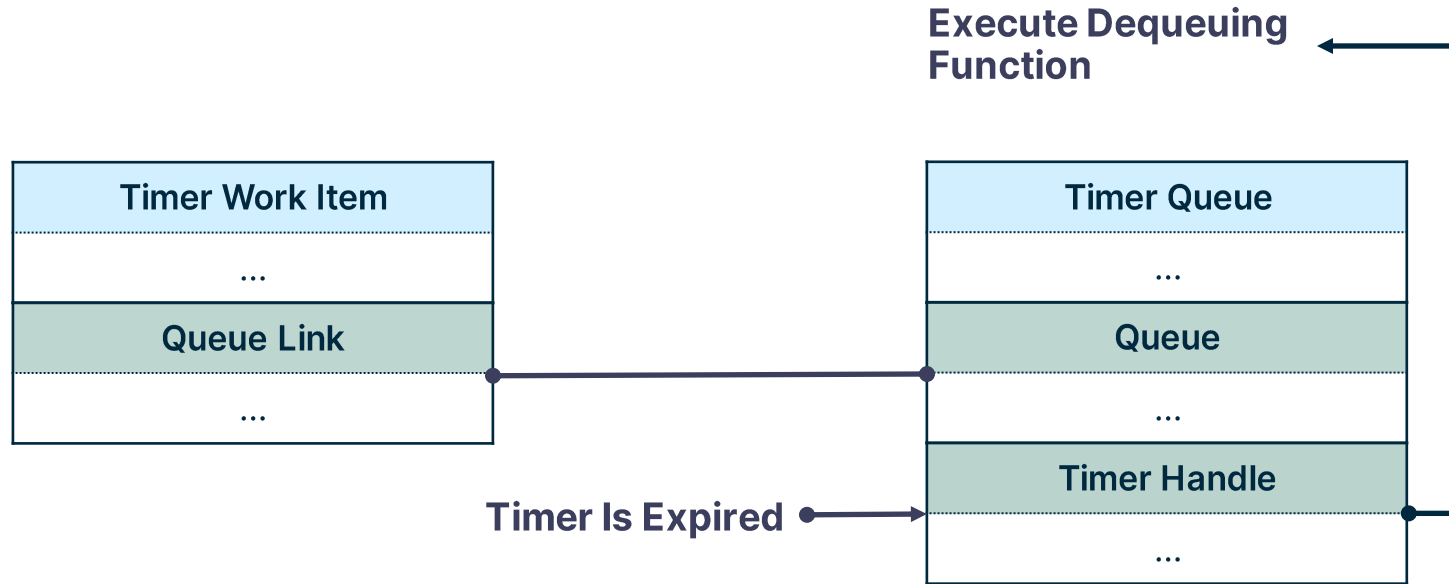 Execute Dequeuing
Function
Timer Work Item
...
Queue Link
...
Timer Queue
...
Queue
...
Timer Handle
...
Timer Is Expired